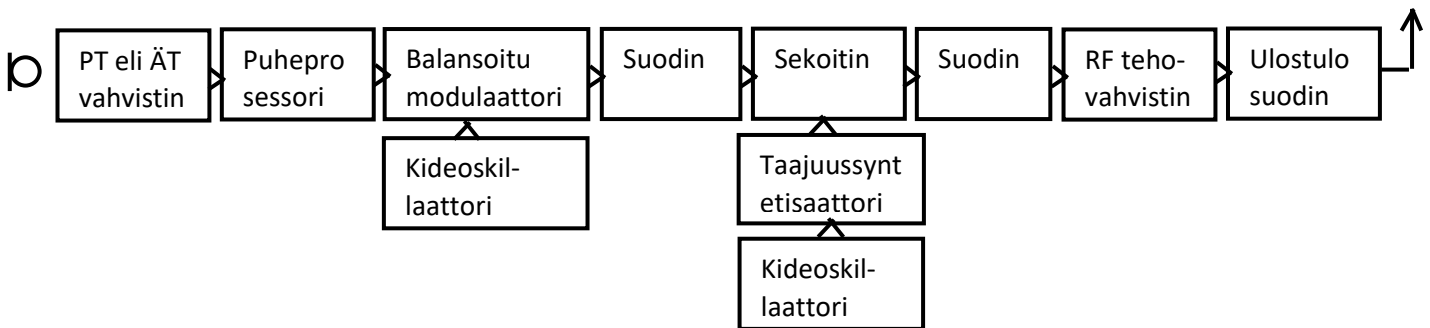 PT eli ÄT
vahvistin
Puhepro
sessori
Balansoitu
modulaattori
Suodin
Sekoitin
Suodin
RF teho-
vahvistin
Ulostulo
suodin
Kideoskil-
laattori
Taajuussynt
etisaattori
Kideoskil-
laattori